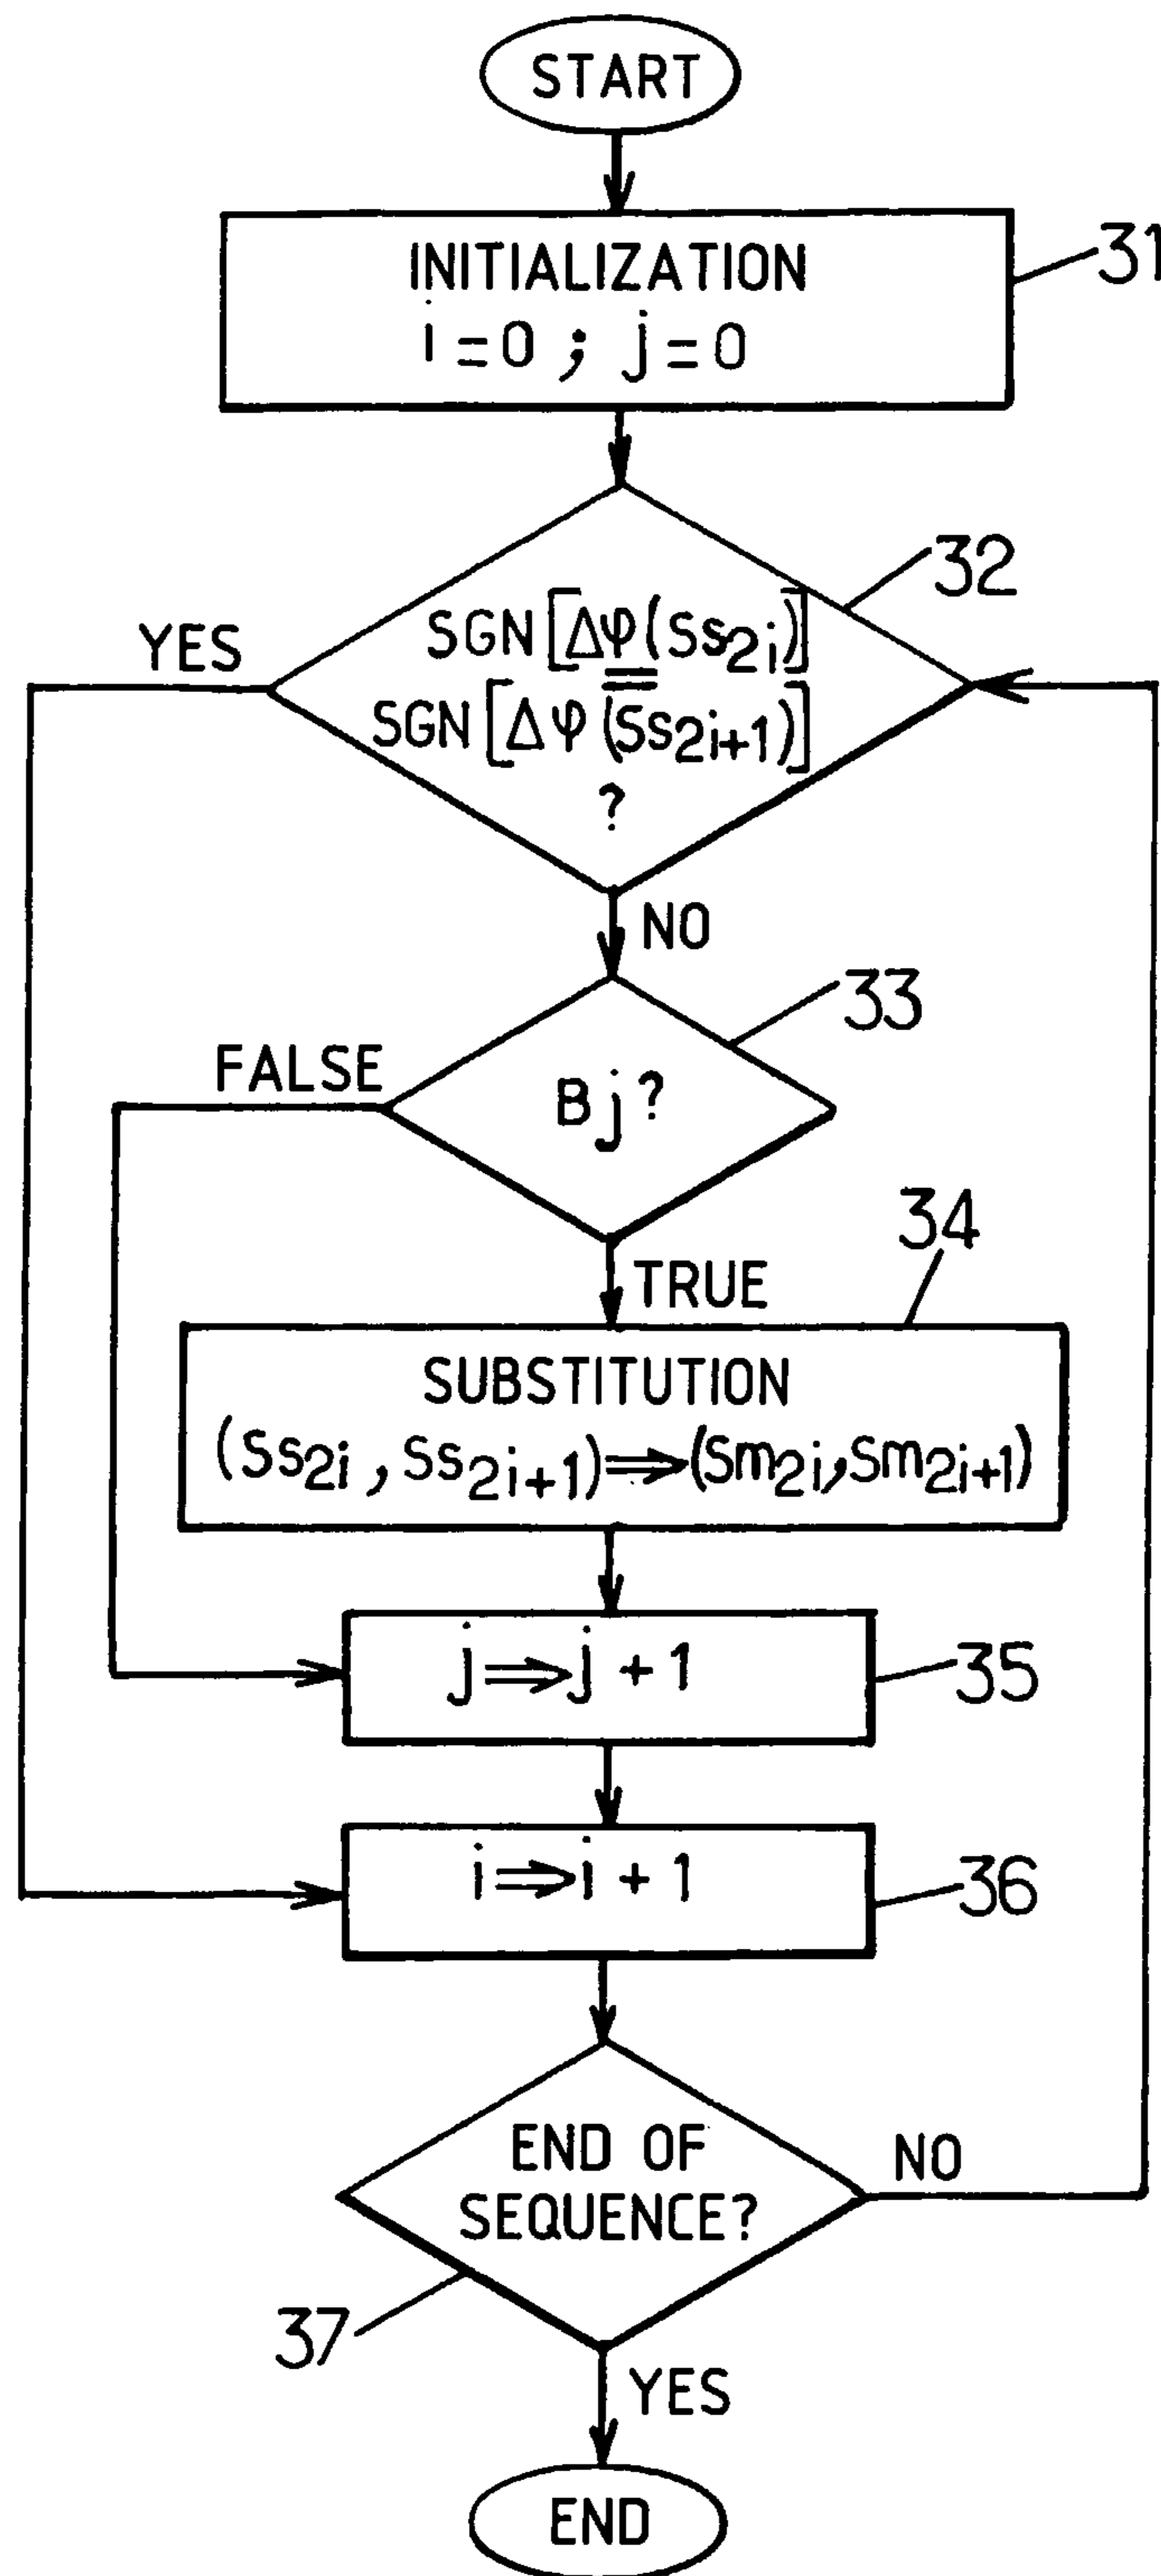 START
INITIALIZATION
i = 0 ; j = 0
31
32
YES
SGN[Δφ(Ss2i)]
=
SGN[Δφ(Ss2i+1)]
?
NO
33
FALSE
Bj?
34
TRUE
SUBSTITUTION
(Ss2i , Ss2i+1)⇒(Sm2i,Sm2i+1)
j⇒j + 1
35
i⇒i + 1
36
END OF
SEQUENCE?
NO
37
YES
END